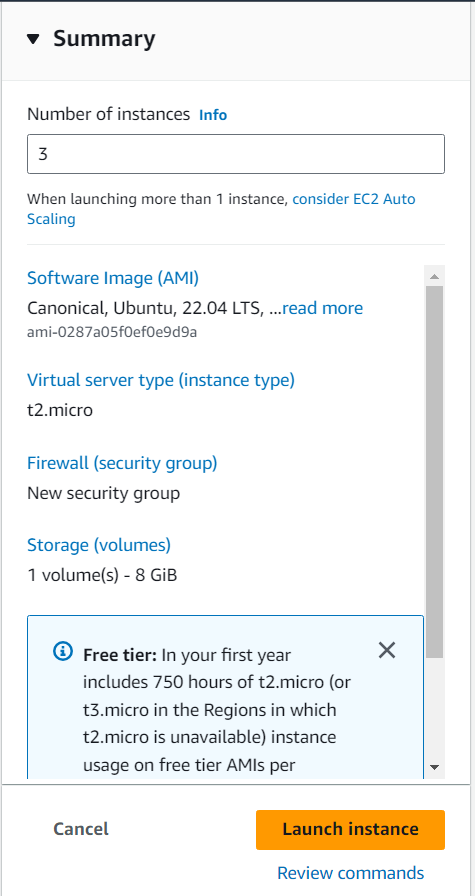 Summary
Number of instances Info
3
When launching more than 1 instance, consider EC2 Auto
Scaling
Software Image (AMI)
Canonical, Ubuntu, 22.04 LTS, ...read more
ami-0287a05f0ef0e9d9a
Virtual server type (instance type)
t2.micro
Firewall (security group)
New security group
Storage (volumes)
1 volume(s) - 8 GiB
Free tier: In your first year
includes 750 hours of t2.micro (or
t3.micro in the Regions in which
t2.micro is unavailable) instance
usage on free tier AMIs per
Cancel
Launch instance
Review commands